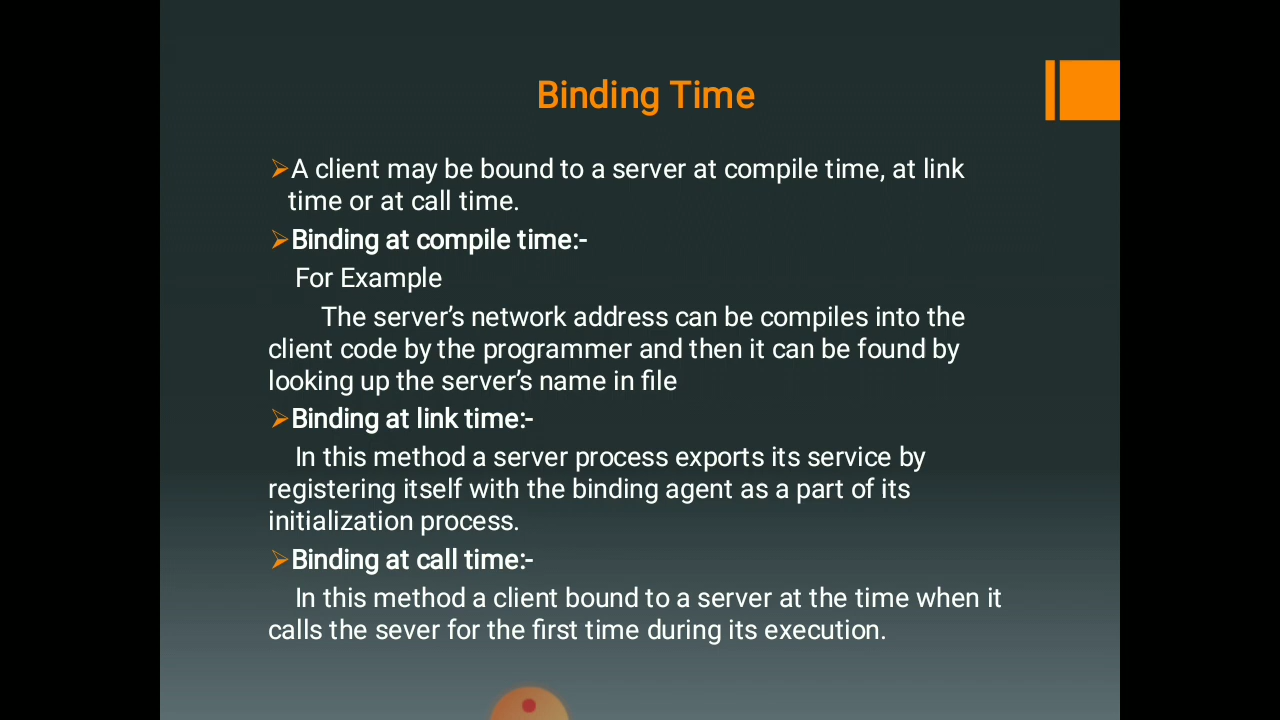 Binding Time
➢A client may be bound to a server at compile time, at link
time or at call time.
➢Binding at compile time:-
For Example
The server’s network address can be compiles into the
client code by the programmer and then it can be found by
looking up the server’s name in file
➢Binding at link time:-
In this method a server process exports its service by
registering itself with the binding agent as a part of its
initialization process.
➢Binding at call time:-
In this method a client bound to a server at the time when it
calls the sever for the first time during its execution.